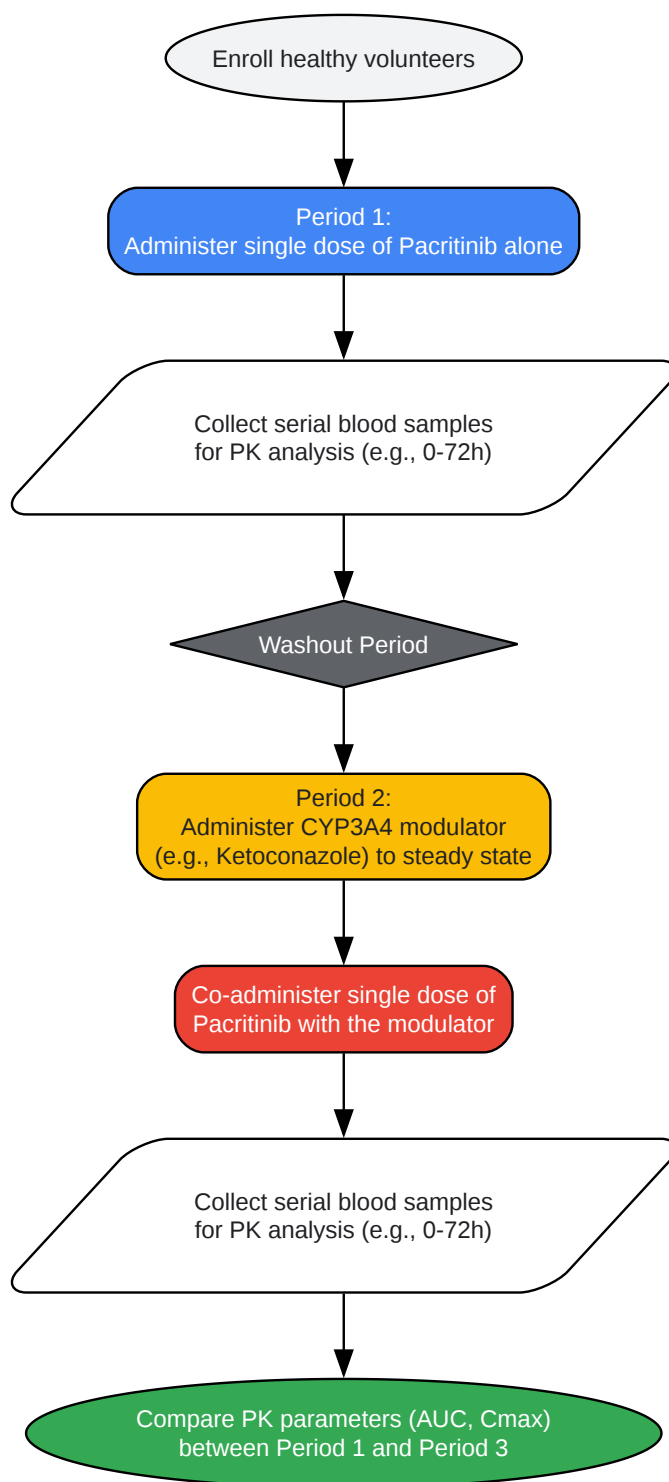 Enroll healthy volunteers
Period 1:
Administer single dose of Pacritinib alone
Collect serial blood samples
for PK analysis (e.g., 0-72h)
Washout Period
Period 2:
Administer CYP3A4 modulator
(e.g., Ketoconazole) to steady state
Co-administer single dose of
Pacritinib with the modulator
Collect serial blood samples
for PK analysis (e.g., 0-72h)
Compare PK parameters (AUC, Cmax)
between Period 1 and Period 3